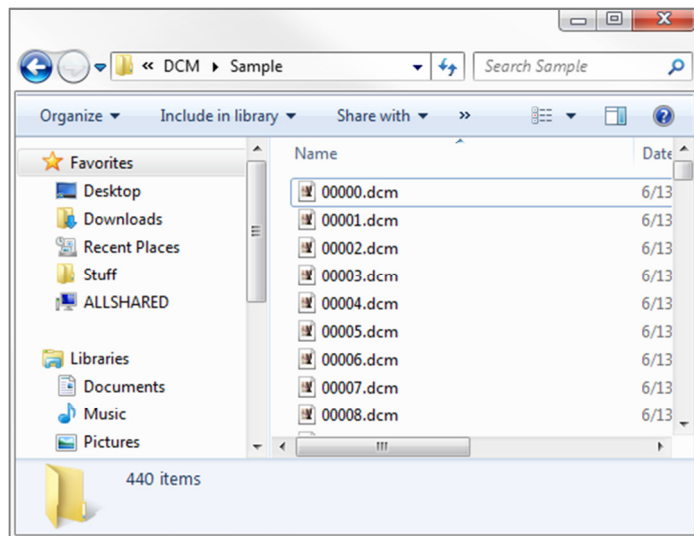 « DCM ▸ Sample
Search Sample
Organize ▾ Include in library ▾ Share with ▾ »
Name Date
Favorites
Desktop
Downloads
Recent Places
Stuff
ALLSHARED
Libraries
Documents
Music
Pictures
00000.dcm 6/13
00001.dcm 6/13
00002.dcm 6/13
00003.dcm 6/13
00004.dcm 6/13
00005.dcm 6/13
00006.dcm 6/13
00007.dcm 6/13
00008.dcm 6/13
440 items